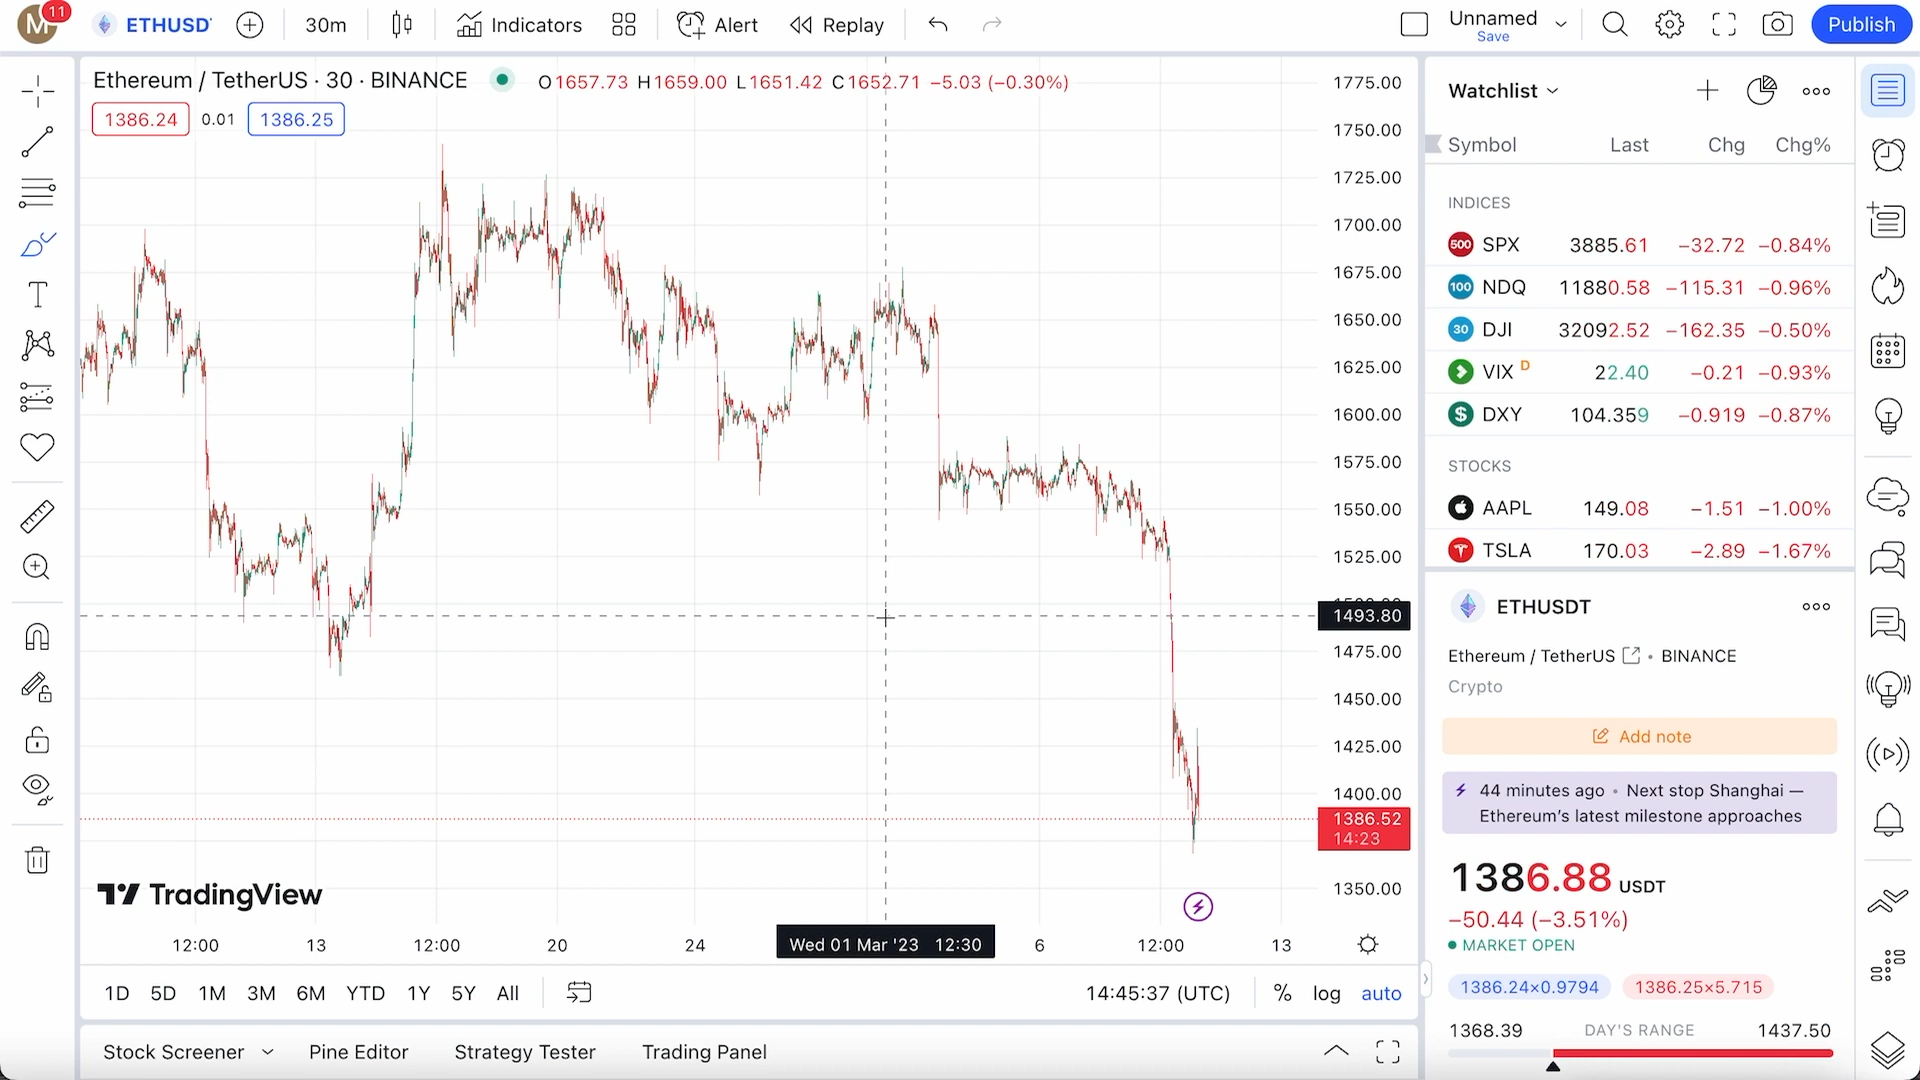 M 11 ETHUSD 30m Indicators Alert Replay Unnamed Save Publish
Ethereum / TetherUS · 30 · BINANCE O1657.73 H1659.00 L1651.42 C1652.71 −5.03 (−0.30%)
1386.24 0.01 1386.25
1775.00
1750.00
1725.00
1700.00
1675.00
1650.00
1625.00
1600.00
1575.00
1550.00
1525.00
1493.80
1475.00
1450.00
1425.00
1400.00
1386.52
14:23
1350.00
TradingView
12:00 13 12:00 20 24 Wed 01 Mar '23 12:30 6 12:00 13
1D 5D 1M 3M 6M YTD 1Y 5Y All 14:45:37 (UTC) % log auto
Stock Screener Pine Editor Strategy Tester Trading Panel
Watchlist
Symbol Last Chg Chg%
INDICES
500 SPX 3885.61 −32.72 −0.84%
100 NDQ 11880.58 −115.31 −0.96%
30 DJI 32092.52 −162.35 −0.50%
VIX D 22.40 −0.21 −0.93%
$ DXY 104.359 −0.919 −0.87%
STOCKS
AAPL 149.08 −1.51 −1.00%
TSLA 170.03 −2.89 −1.67%
ETHUSDT
Ethereum / TetherUS • BINANCE
Crypto
Add note
44 minutes ago • Next stop Shanghai —
Ethereum's latest milestone approaches
1386.88 USDT
−50.44 (−3.51%)
MARKET OPEN
1386.24×0.9794 1386.25×5.715
1368.39 DAY'S RANGE 1437.50